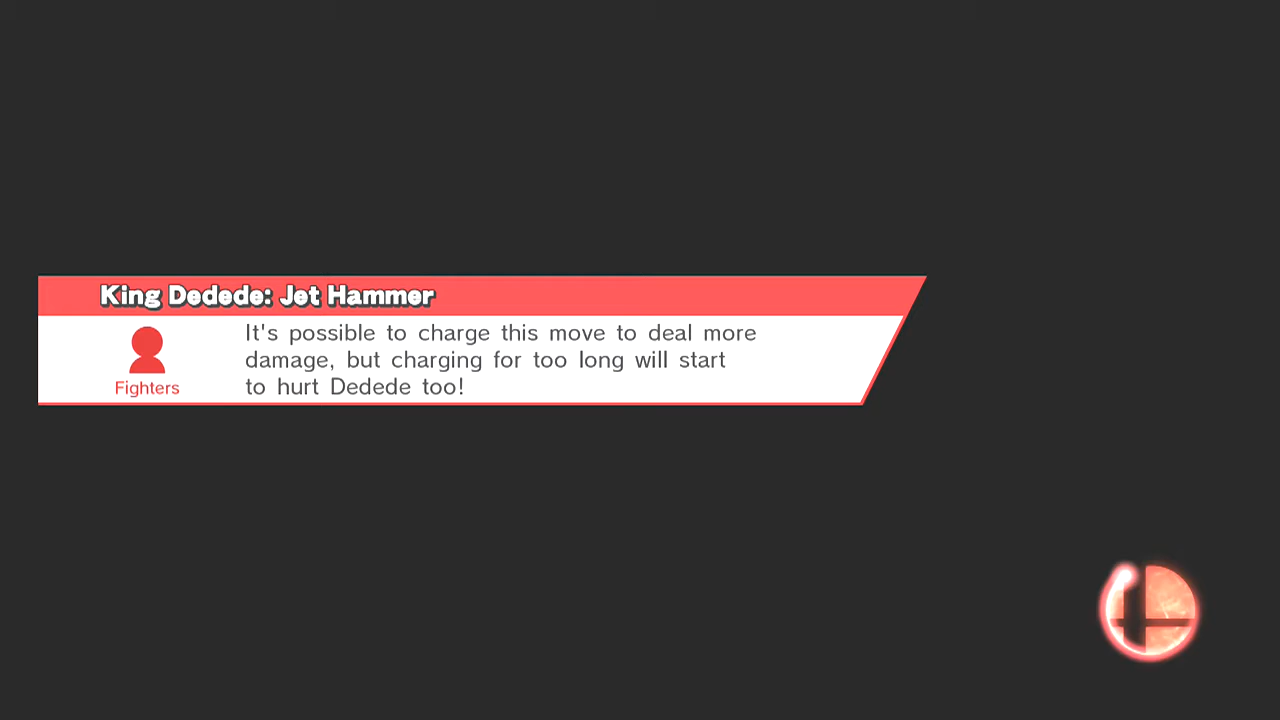 King Dedede: Jet Hammer
It's possible to charge this move to deal more
damage, but charging for too long will start
to hurt Dedede too!
Fighters